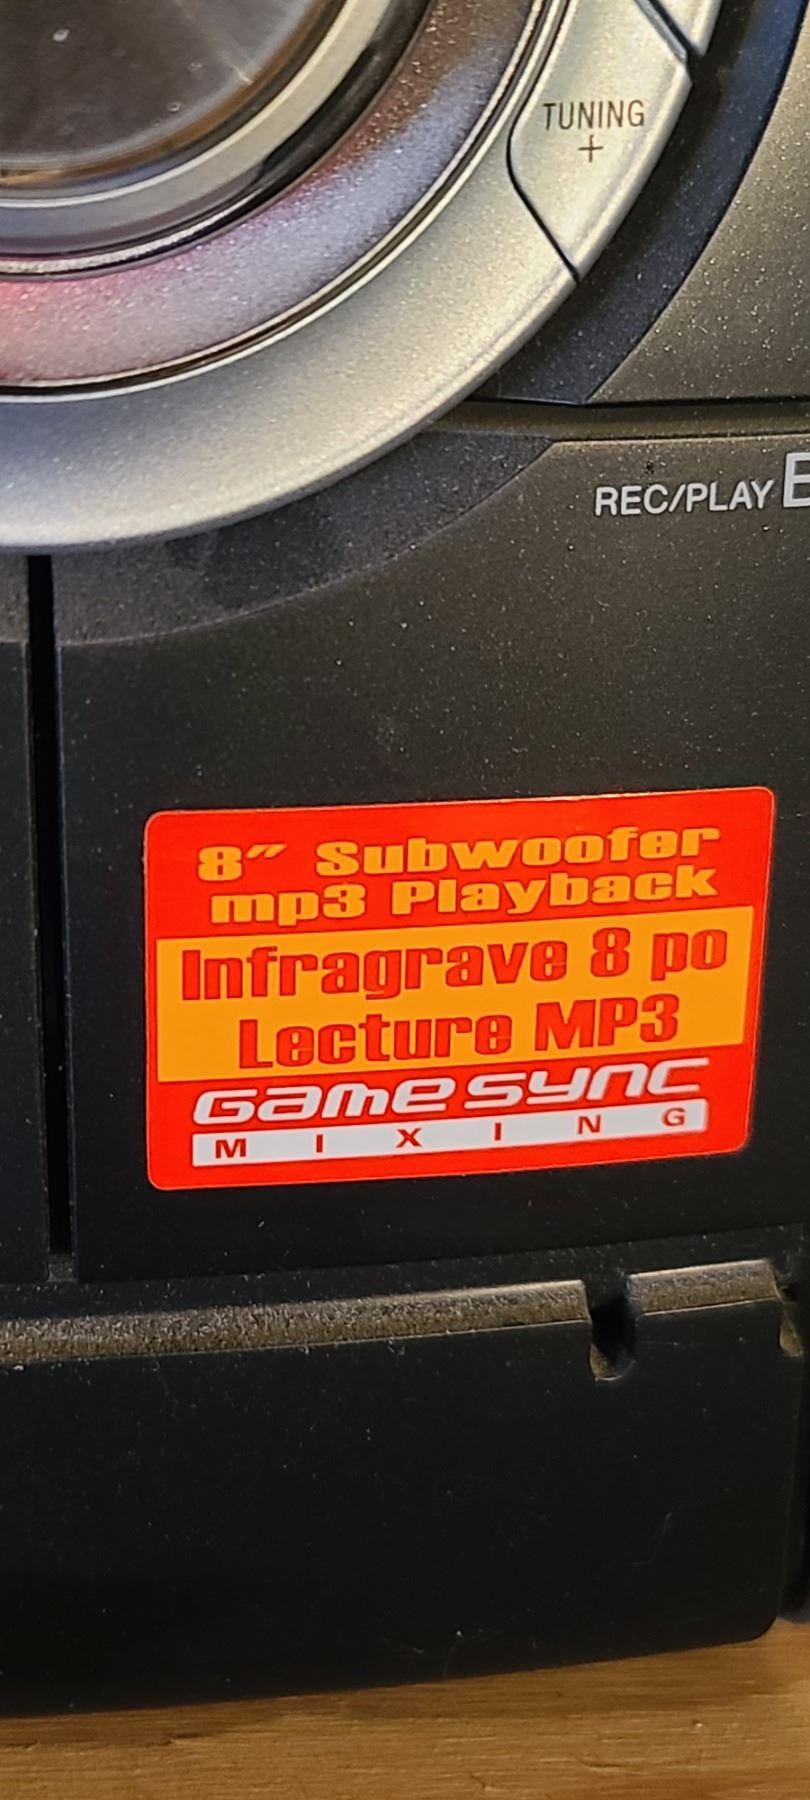 TUNING
+
REC/PLAY
8" Subwoofer
mp3 Playback
Infragrave 8 po
Lecture MP3
GAME SYNC
MIXING